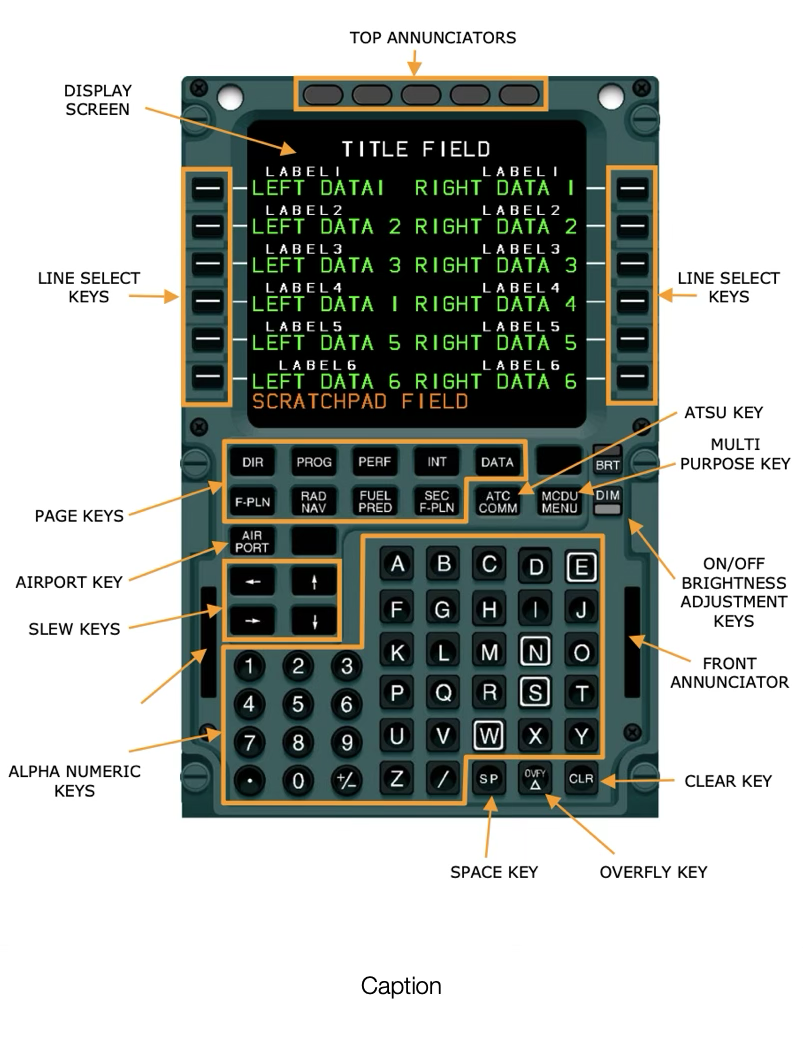 TOP ANNUNCIATORS
DISPLAY
SCREEN
TITLE FIELD
LABEL1 LABEL1
LEFT DATA1 RIGHT DATA 1
LABEL2 LABEL2
LEFT DATA 2 RIGHT DATA 2
LABEL3 LABEL3
LEFT DATA 3 RIGHT DATA 3
LINE SELECT
KEYS
LINE SELECT
KEYS
LABEL4 LABEL4
LEFT DATA 1 RIGHT DATA 4
LABEL5 LABEL5
LEFT DATA 5 RIGHT DATA 5
LABEL6 LABEL6
LEFT DATA 6 RIGHT DATA 6
SCRATCHPAD FIELD
ATSU KEY
MULTI
PURPOSE KEY
DIR PROG PERF INT DATA BRT
F-PLN RAD NAV FUEL PRED SEC F-PLN ATC COMM MCDU MENU DIM
PAGE KEYS
AIR
PORT
AIRPORT KEY
ON/OFF
BRIGHTNESS
ADJUSTMENT
KEYS
← ↑
→ ↓
SLEW KEYS
A B C D E
F G H I J
K L M N O
P Q R S T
U V W X Y
Z / SP OVFY Δ CLR
1 2 3
4 5 6
7 8 9
. 0 +/-
FRONT
ANNUNCIATOR
ALPHA NUMERIC
KEYS
CLEAR KEY
SPACE KEY
OVERFLY KEY
Caption